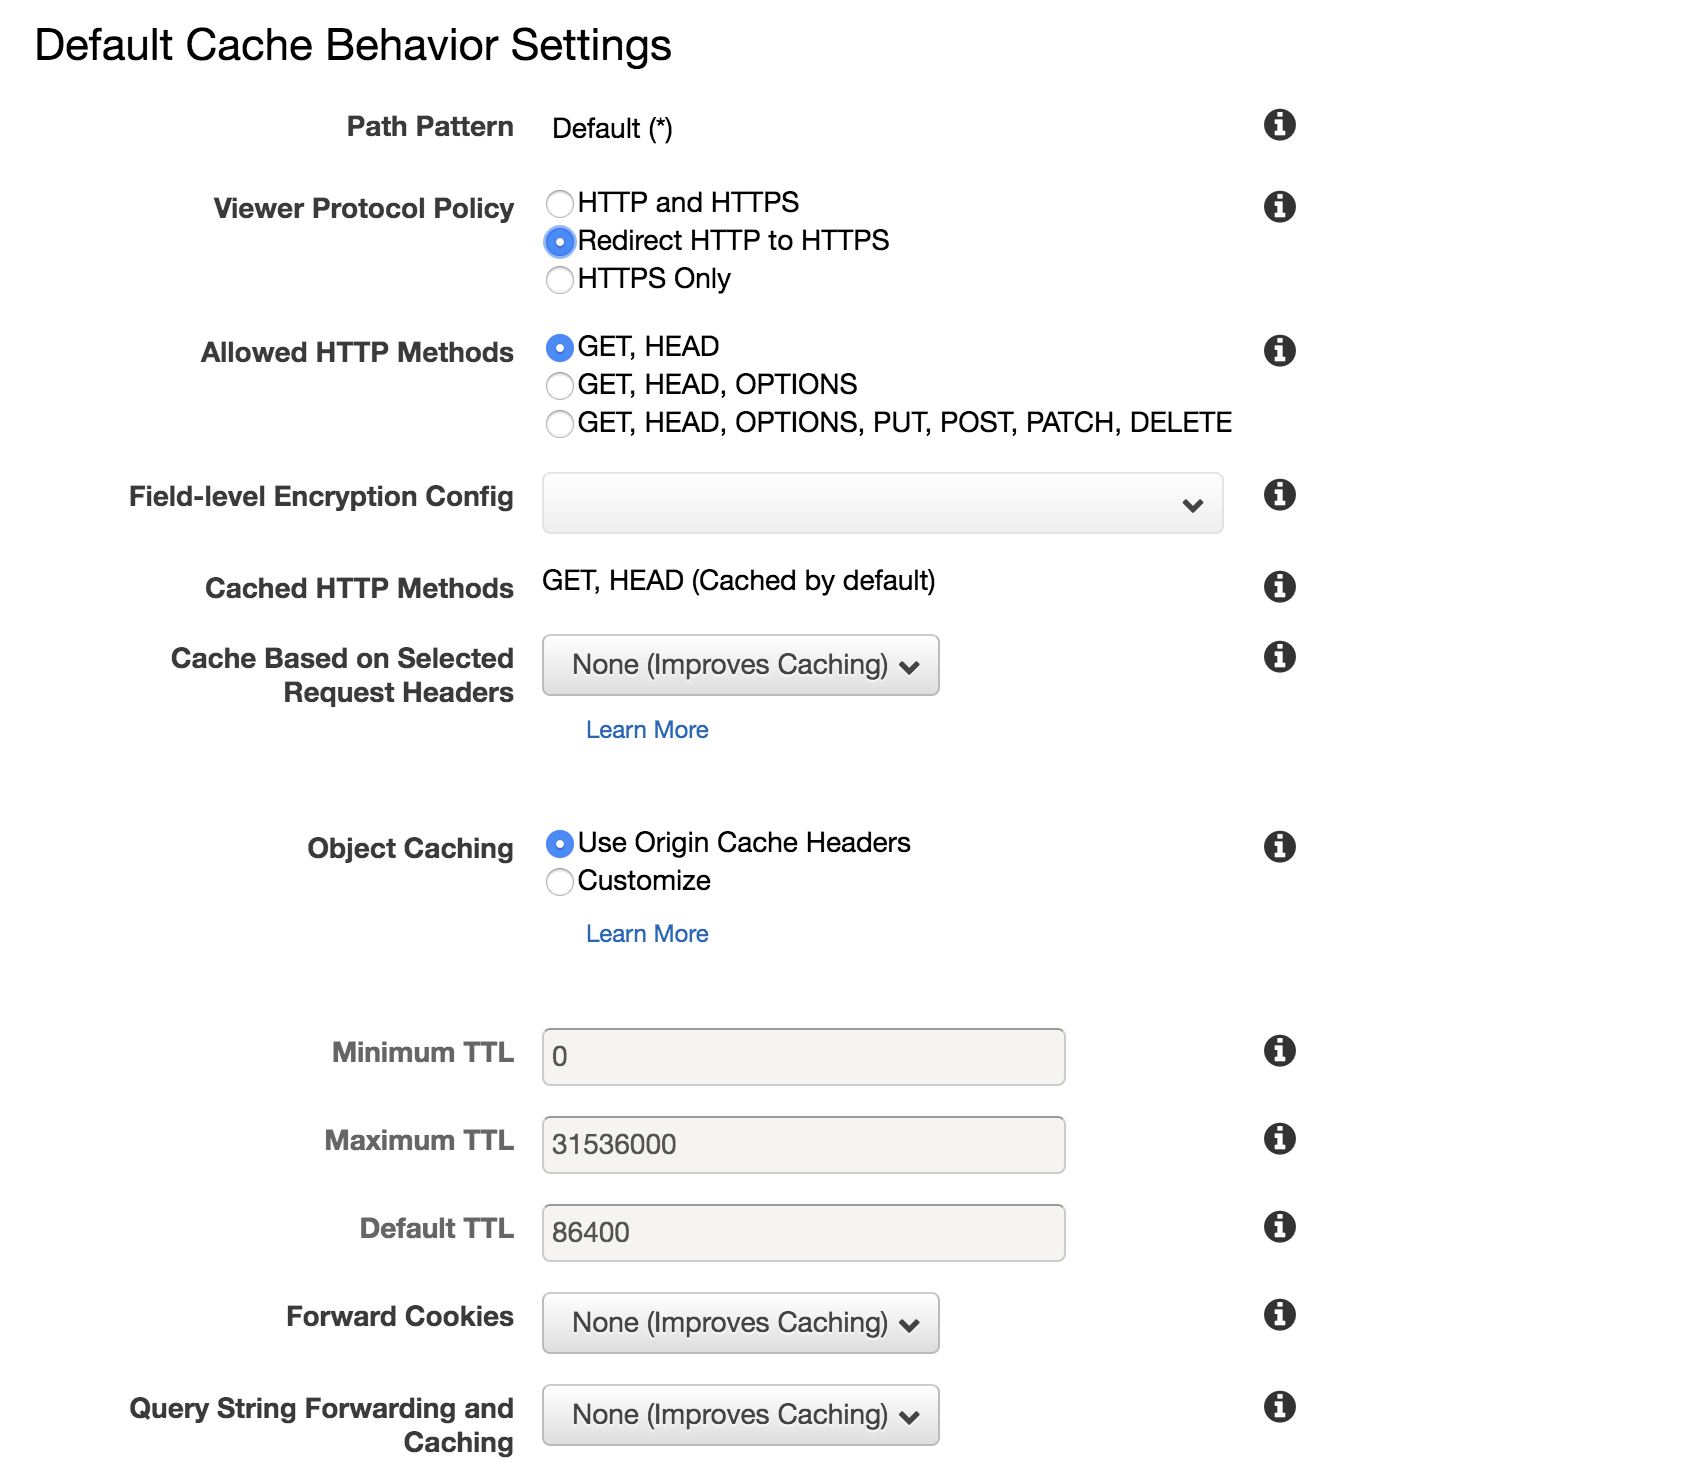 Default Cache Behavior Settings
Path Pattern Default (*)
Viewer Protocol Policy HTTP and HTTPS
Redirect HTTP to HTTPS
HTTPS Only
Allowed HTTP Methods GET, HEAD
GET, HEAD, OPTIONS
GET, HEAD, OPTIONS, PUT, POST, PATCH, DELETE
Field-level Encryption Config
Cached HTTP Methods GET, HEAD (Cached by default)
Cache Based on Selected
Request Headers
None (Improves Caching)
Learn More
Object Caching Use Origin Cache Headers
Customize
Learn More
Minimum TTL 0
Maximum TTL 31536000
Default TTL 86400
Forward Cookies None (Improves Caching)
Query String Forwarding and
Caching
None (Improves Caching)